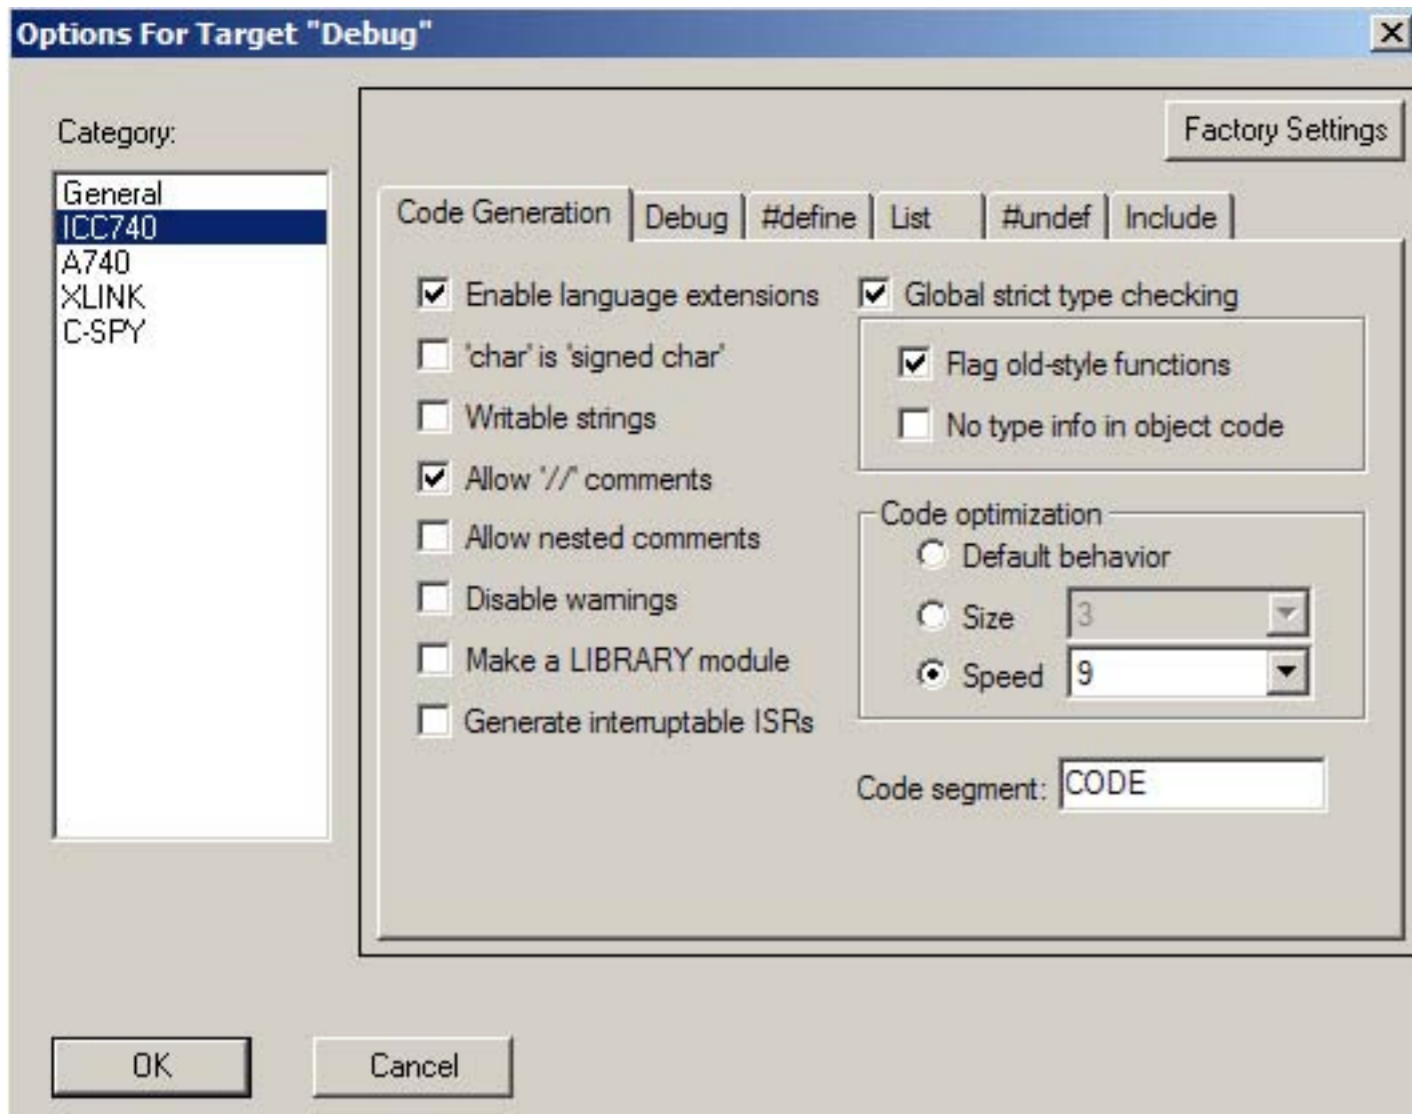 Options For Target "Debug"
Category:
General
ICC740
A740
XLINK
C-SPY
Factory Settings
Code Generation Debug #define List #undef Include
Enable language extensions
'char' is 'signed char'
Writable strings
Allow '//' comments
Allow nested comments
Disable warnings
Make a LIBRARY module
Generate interruptable ISRs
Global strict type checking
Flag old-style functions
No type info in object code
Code optimization
Default behavior
Size 3
Speed 9
Code segment: CODE
OK Cancel